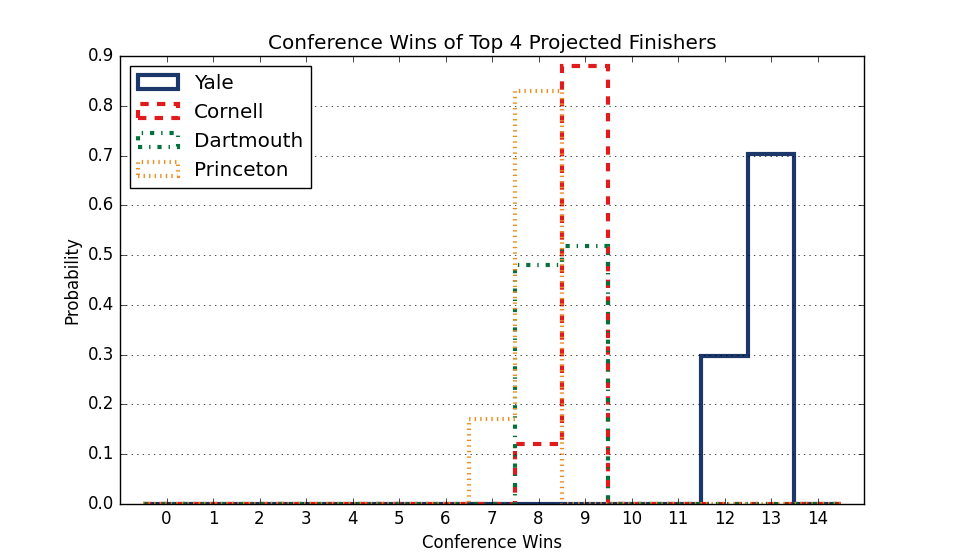 Conference Wins of Top 4 Projected Finishers
Yale
Cornell
Dartmouth
Princeton
Probability
0.9
0.8
0.7
0.6
0.5
0.4
0.3
0.2
0.1
0.0
0 1 2 3 4 5 6 7 8 9 10 11 12 13 14
Conference Wins